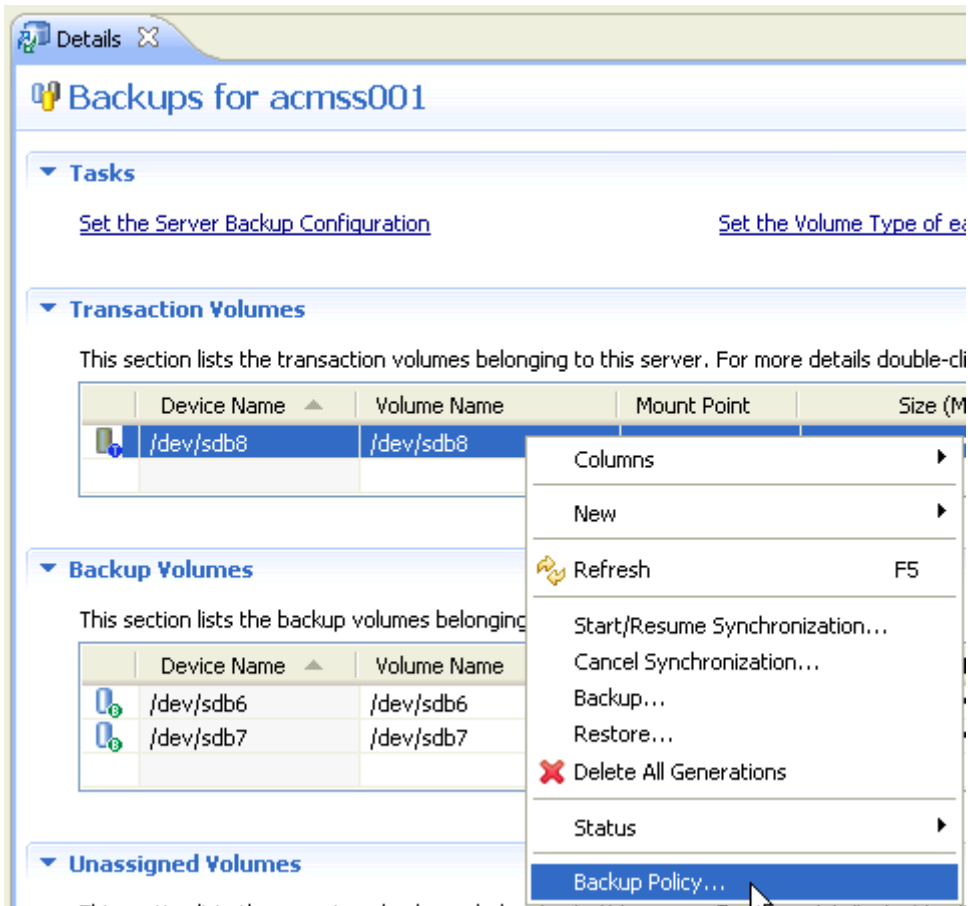 Details
Backups for acmss001
Tasks
Set the Server Backup Configuration Set the Volume Type of ea
Transaction Volumes
This section lists the transaction volumes belonging to this server. For more details double-cli
Device Name Volume Name Mount Point Size (M
/dev/sdb8 /dev/sdb8
Columns
New
Backup Volumes
Refresh F5
This section lists the backup volumes belonging
Start/Resume Synchronization...
Device Name Volume Name
Cancel Synchronization...
/dev/sdb6 /dev/sdb6
Backup...
/dev/sdb7 /dev/sdb7
Restore...
Delete All Generations
Status
Unassigned Volumes
Backup Policy...